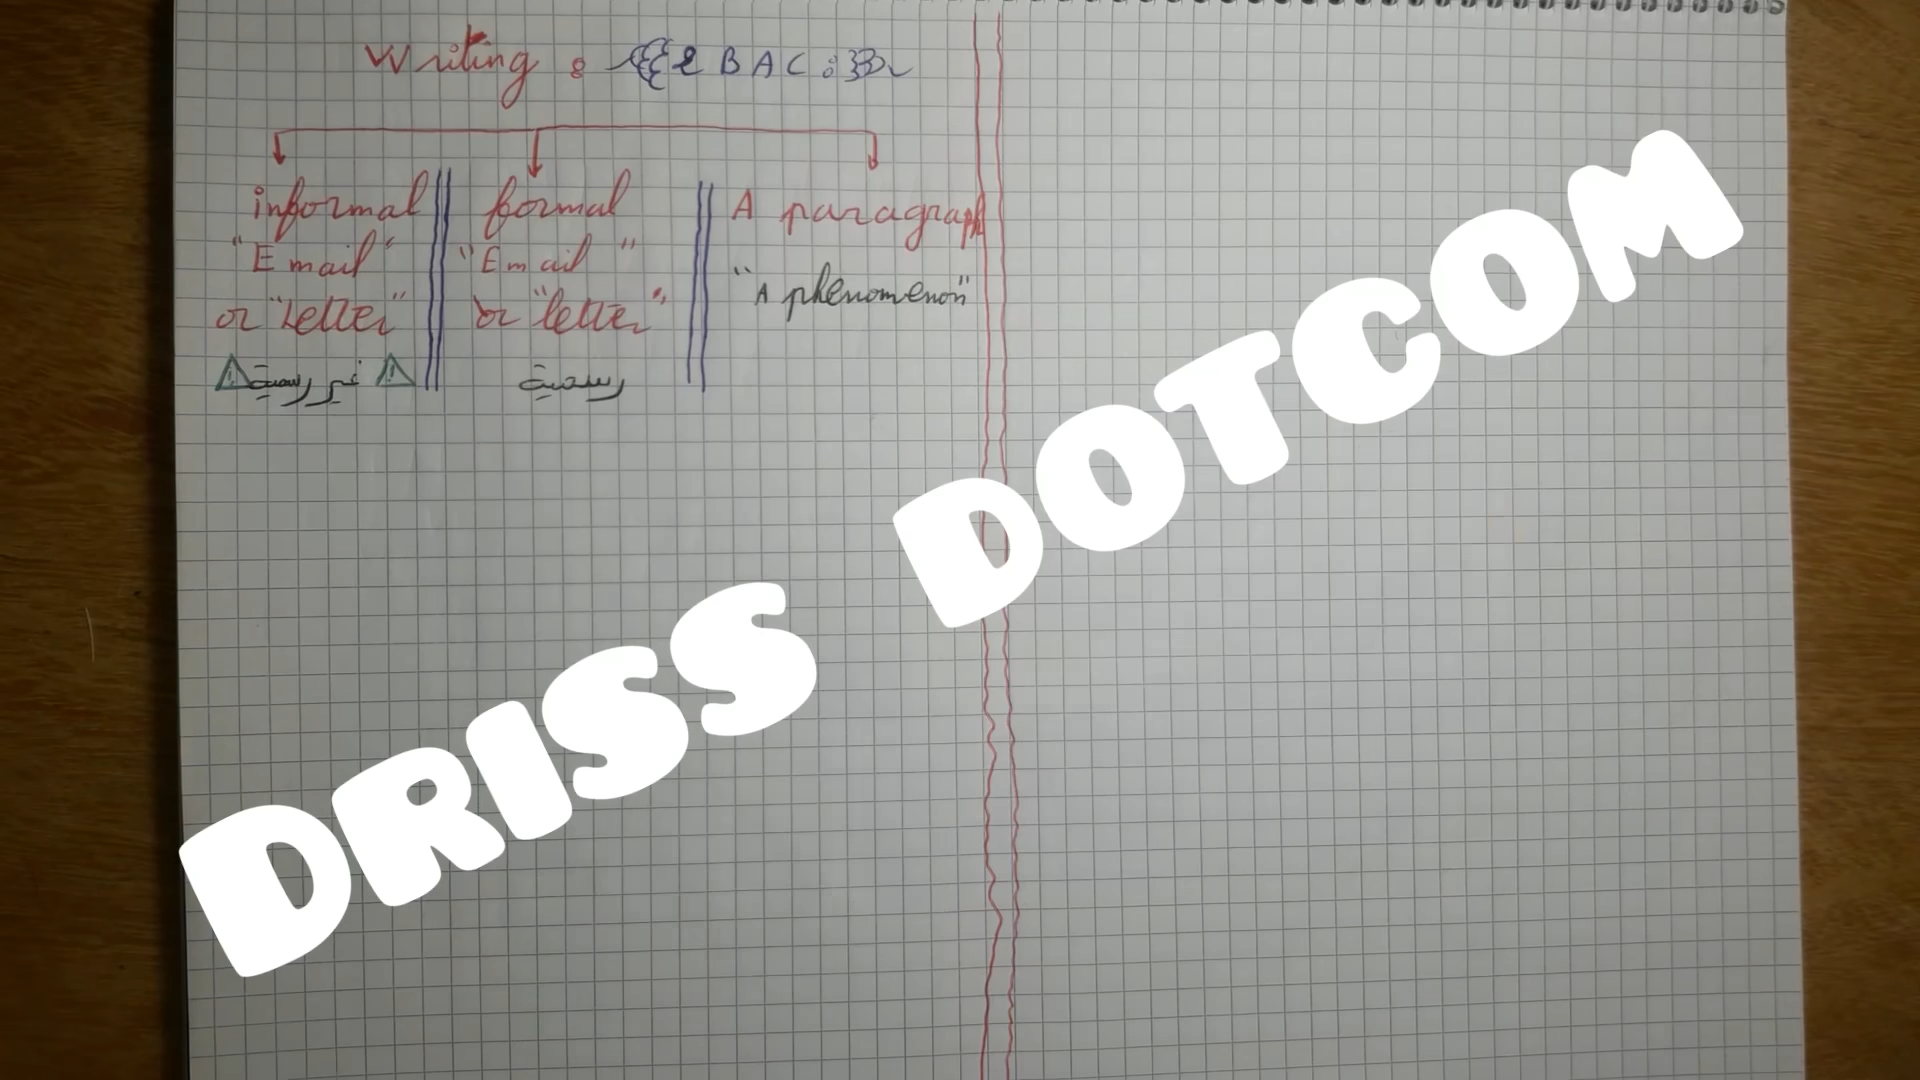 Writing : {{{2 BAC:}}}
informal
"Email"
or "Letter"
غير رسمية
formal
"Email"
or "letter"
رسمية
A paragraph
"A phenomenon"
DRISS DOTCOM